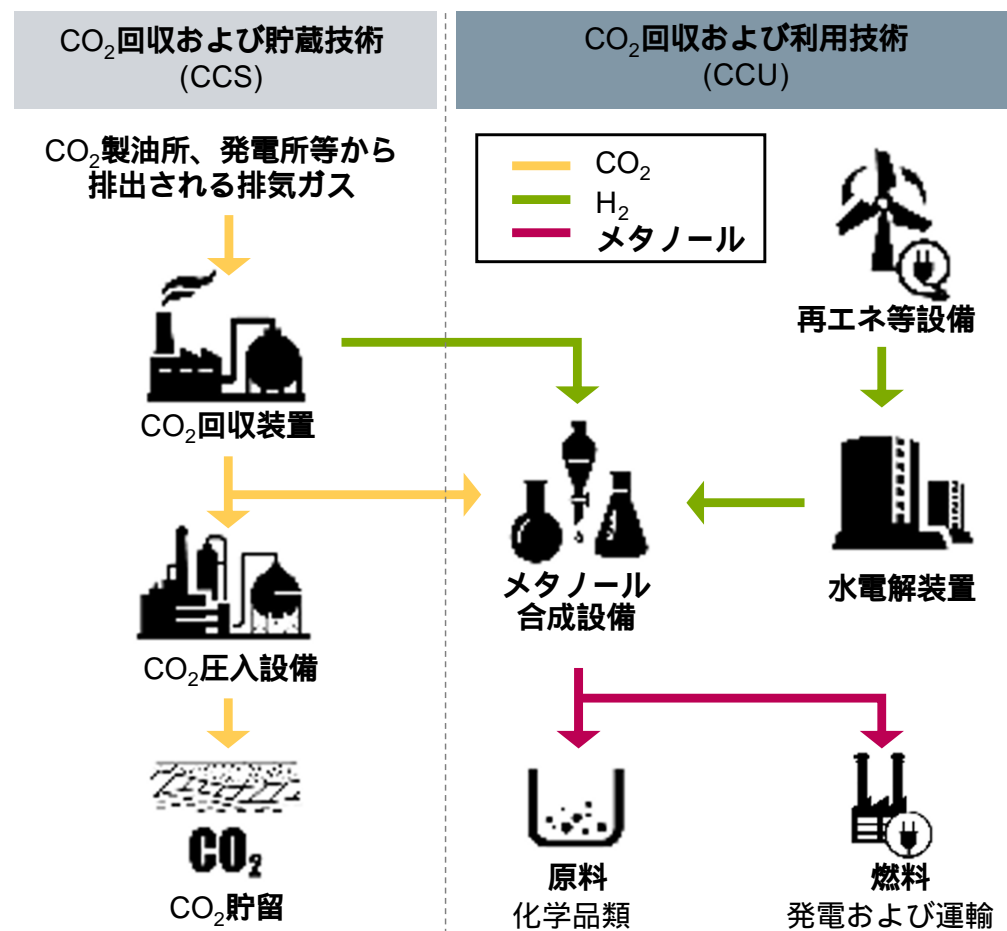 CO₂回収および貯蔵技術
(CCS)
CO₂回収および利用技術
(CCU)
CO₂製油所、発電所等から
排出される排気ガス
CO₂
H₂
メタノール
再エネ等設備
CO₂回収装置
メタノール
合成設備
水電解装置
CO₂圧入設備
CO₂
CO₂貯留
原料
化学品類
燃料
発電および運輸